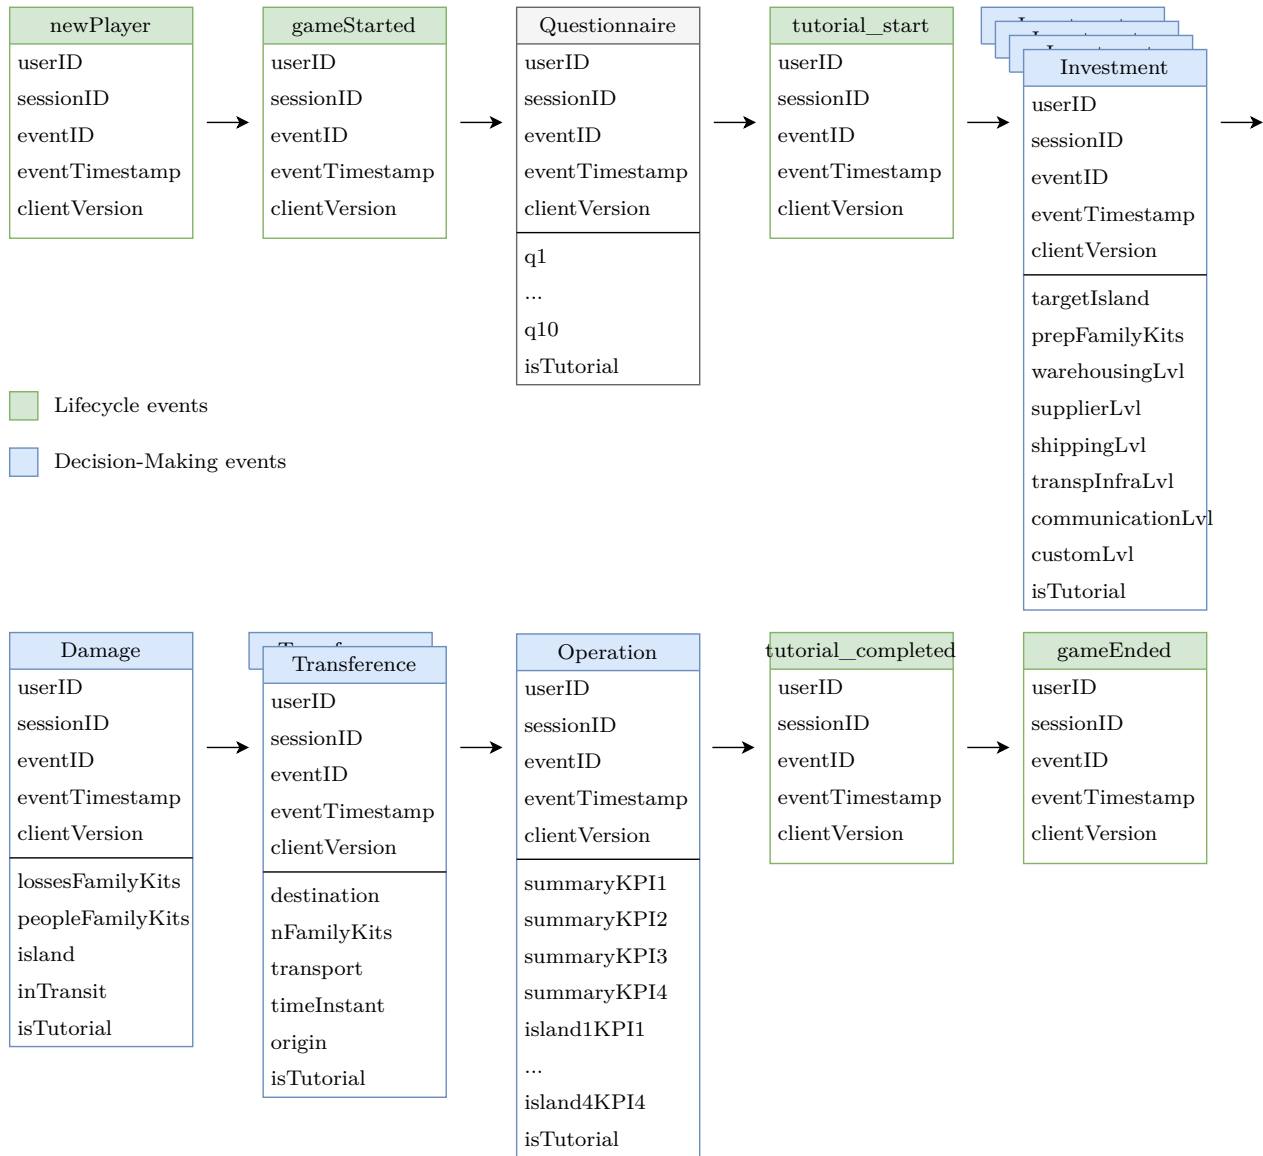 newPlayer
userID
sessionID
eventID
eventTimestamp
clientVersion
gameStarted
userID
sessionID
eventID
eventTimestamp
clientVersion
Questionnaire
userID
sessionID
eventID
eventTimestamp
clientVersion
q1
...
q10
isTutorial
tutorial_start
userID
sessionID
eventID
eventTimestamp
clientVersion
Investment
userID
sessionID
eventID
eventTimestamp
clientVersion
targetIsland
prepFamilyKits
warehousingLvl
supplierLvl
shippingLvl
transpInfraLvl
communicationLvl
customLvl
isTutorial
Lifecycle events
Decision-Making events
Damage
userID
sessionID
eventID
eventTimestamp
clientVersion
lossesFamilyKits
peopleFamilyKits
island
inTransit
isTutorial
Transference
userID
sessionID
eventID
eventTimestamp
clientVersion
destination
nFamilyKits
transport
timeInstant
origin
isTutorial
Operation
userID
sessionID
eventID
eventTimestamp
clientVersion
summaryKPI1
summaryKPI2
summaryKPI3
summaryKPI4
island1KPI1
...
island4KPI4
isTutorial
tutorial_completed
userID
sessionID
eventID
eventTimestamp
clientVersion
gameEnded
userID
sessionID
eventID
eventTimestamp
clientVersion